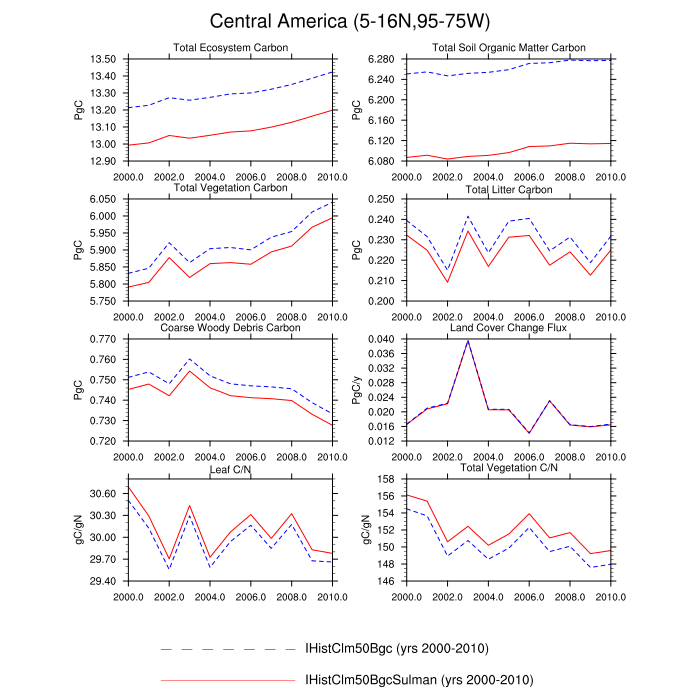 Central America (5-16N,95-75W)
Total Ecosystem Carbon
PgC
13.50
13.40
13.30
13.20
13.10
13.00
12.90
2000.0 2002.0 2004.0 2006.0 2008.0 2010.0
Total Soil Organic Matter Carbon
PgC
6.280
6.240
6.200
6.160
6.120
6.080
2000.0 2002.0 2004.0 2006.0 2008.0 2010.0
Total Vegetation Carbon
PgC
6.050
6.000
5.950
5.900
5.850
5.800
5.750
2000.0 2002.0 2004.0 2006.0 2008.0 2010.0
Total Litter Carbon
PgC
0.250
0.240
0.230
0.220
0.210
0.200
2000.0 2002.0 2004.0 2006.0 2008.0 2010.0
Coarse Woody Debris Carbon
PgC
0.770
0.760
0.750
0.740
0.730
0.720
2000.0 2002.0 2004.0 2006.0 2008.0 2010.0
Land Cover Change Flux
PgC/y
0.040
0.036
0.032
0.028
0.024
0.020
0.016
0.012
2000.0 2002.0 2004.0 2006.0 2008.0 2010.0
Leaf C/N
gC/gN
30.60
30.30
30.00
29.70
29.40
2000.0 2002.0 2004.0 2006.0 2008.0 2010.0
Total Vegetation C/N
gC/gN
158
156
154
152
150
148
146
2000.0 2002.0 2004.0 2006.0 2008.0 2010.0
IHistClm50Bgc (yrs 2000-2010)
IHistClm50BgcSulman (yrs 2000-2010)